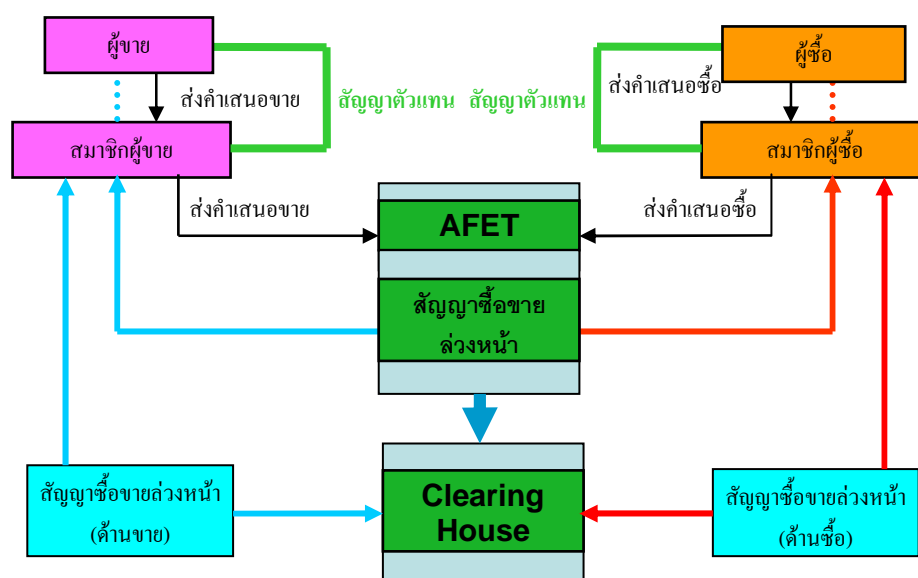 ผู้ขาย
ผู้ซื้อ
ส่งคำเสนอขาย
สัญญาตัวแทน
สัญญาตัวแทน
ส่งคำเสนอซื้อ
สมาชิกผู้ขาย
สมาชิกผู้ซื้อ
ส่งคำเสนอขาย
AFET
ส่งคำเสนอซื้อ
สัญญาซื้อขาย
ล่วงหน้า
สัญญาซื้อขายล่วงหน้า
(ด้านขาย)
Clearing
House
สัญญาซื้อขายล่วงหน้า
(ด้านซื้อ)